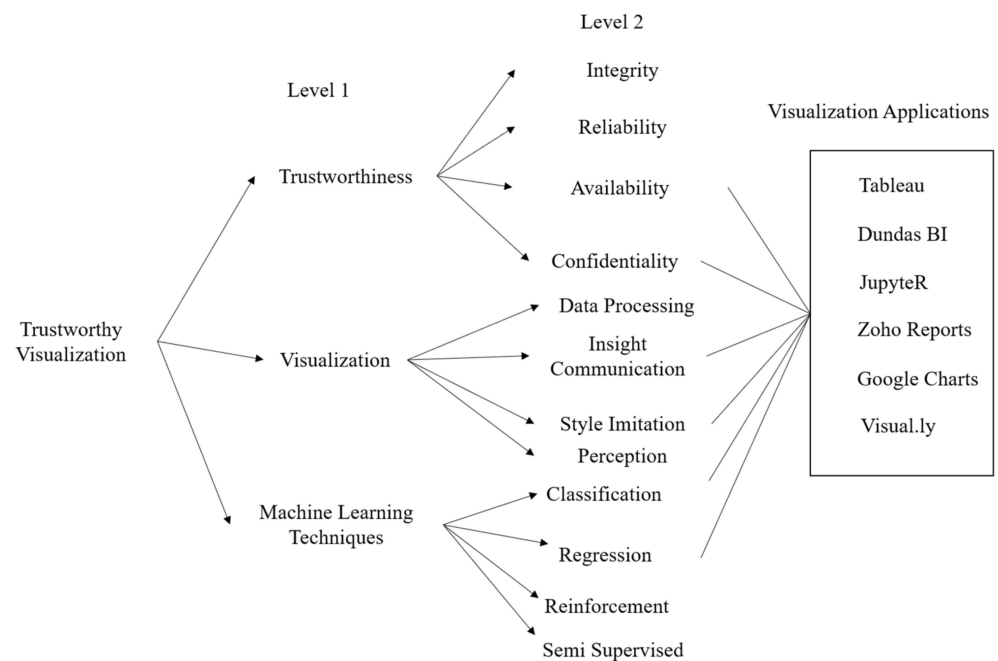 Level 2
Integrity
Level 1
Visualization Applications
Reliability
Trustworthiness
Availability
Tableau
Dundas BI
Confidentiality
JupyteR
Data Processing
Trustworthy
Visualization
Zoho Reports
Insight
Communication
Visualization
Google Charts
Style Imitation
Visual.ly
Perception
Classification
Machine Learning
Techniques
Regression
Reinforcement
Semi Supervised